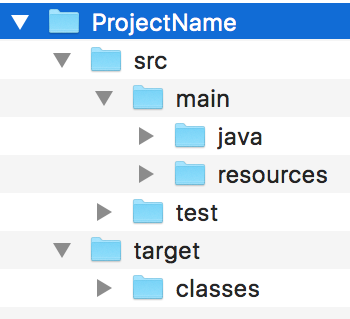 ProjectName
src
main
java
resources
test
target
classes